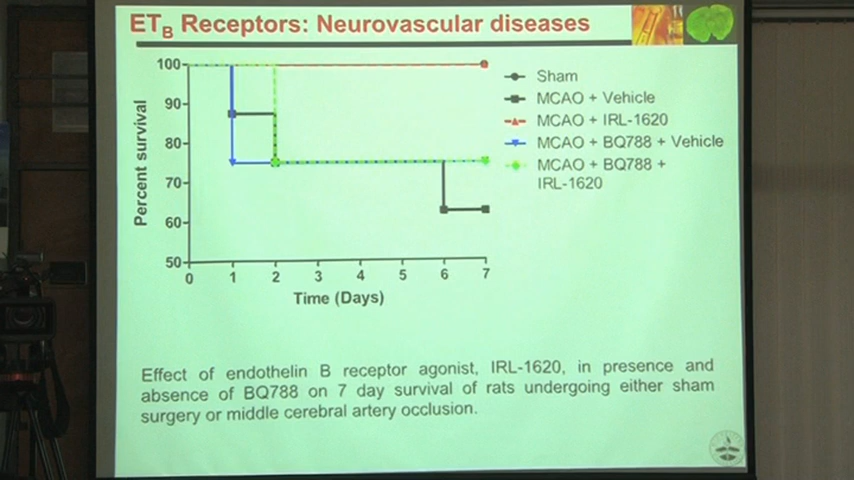 ET_B Receptors: Neurovascular diseases
Percent survival
100
90
80
70
60
50
0 1 2 3 4 5 6 7
Time (Days)
Sham
MCAO + Vehicle
MCAO + IRL-1620
MCAO + BQ788 + Vehicle
MCAO + BQ788 +
IRL-1620
Effect of endothelin B receptor agonist, IRL-1620, in presence and
absence of BQ788 on 7 day survival of rats undergoing either sham
surgery or middle cerebral artery occlusion.